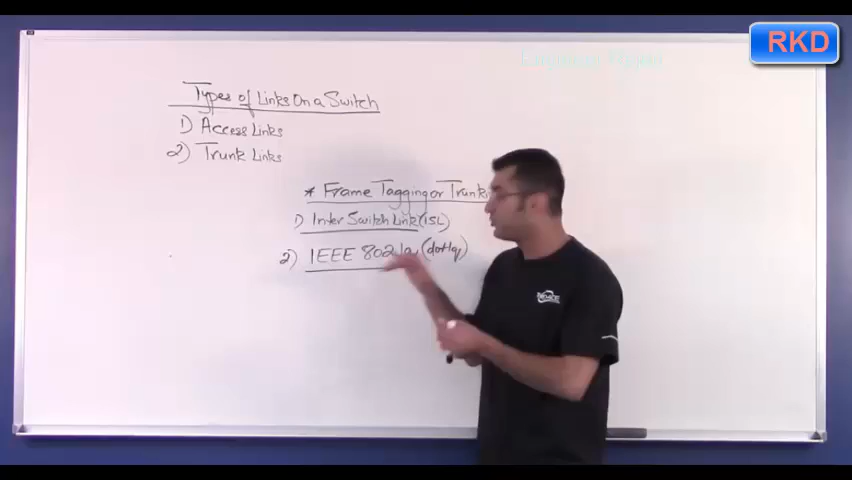 RKD
Types of Links On a Switch
1) Access Links
2) Trunk Links
* Frame Tagging or
1) Inter Switch Link (ISL)
2) IEEE 802.1q (dot1q)